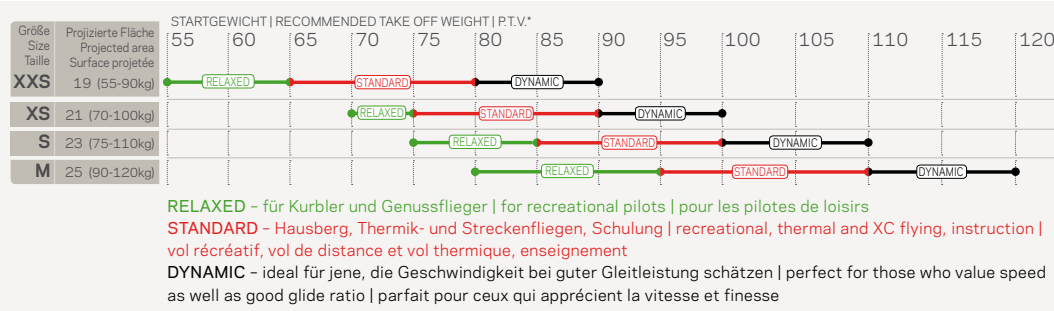 STARTGEWICHT | RECOMMENDED TAKE OFF WEIGHT | P.T.V.*
Größe
Size
Taille
Projizierte Fläche
Projected area
Surface projetée
55 60 65 70 75 80 85 90 95 100 105 110 115 120
XXS 19 (55-90kg) RELAXED STANDARD DYNAMIC
XS 21 (70-100kg) RELAXED STANDARD DYNAMIC
S 23 (75-110kg) RELAXED STANDARD DYNAMIC
M 25 (90-120kg) RELAXED STANDARD DYNAMIC
RELAXED – für Kurbler und Genussflieger | for recreational pilots | pour les pilotes de loisirs
STANDARD – Hausberg, Thermik- und Streckenfliegen, Schulung | recreational, thermal and XC flying, instruction |
vol récréatif, vol de distance et vol thermique, enseignement
DYNAMIC – ideal für jene, die Geschwindigkeit bei guter Gleitleistung schätzen | perfect for those who value speed
as well as good glide ratio | parfait pour ceux qui apprécient la vitesse et finesse